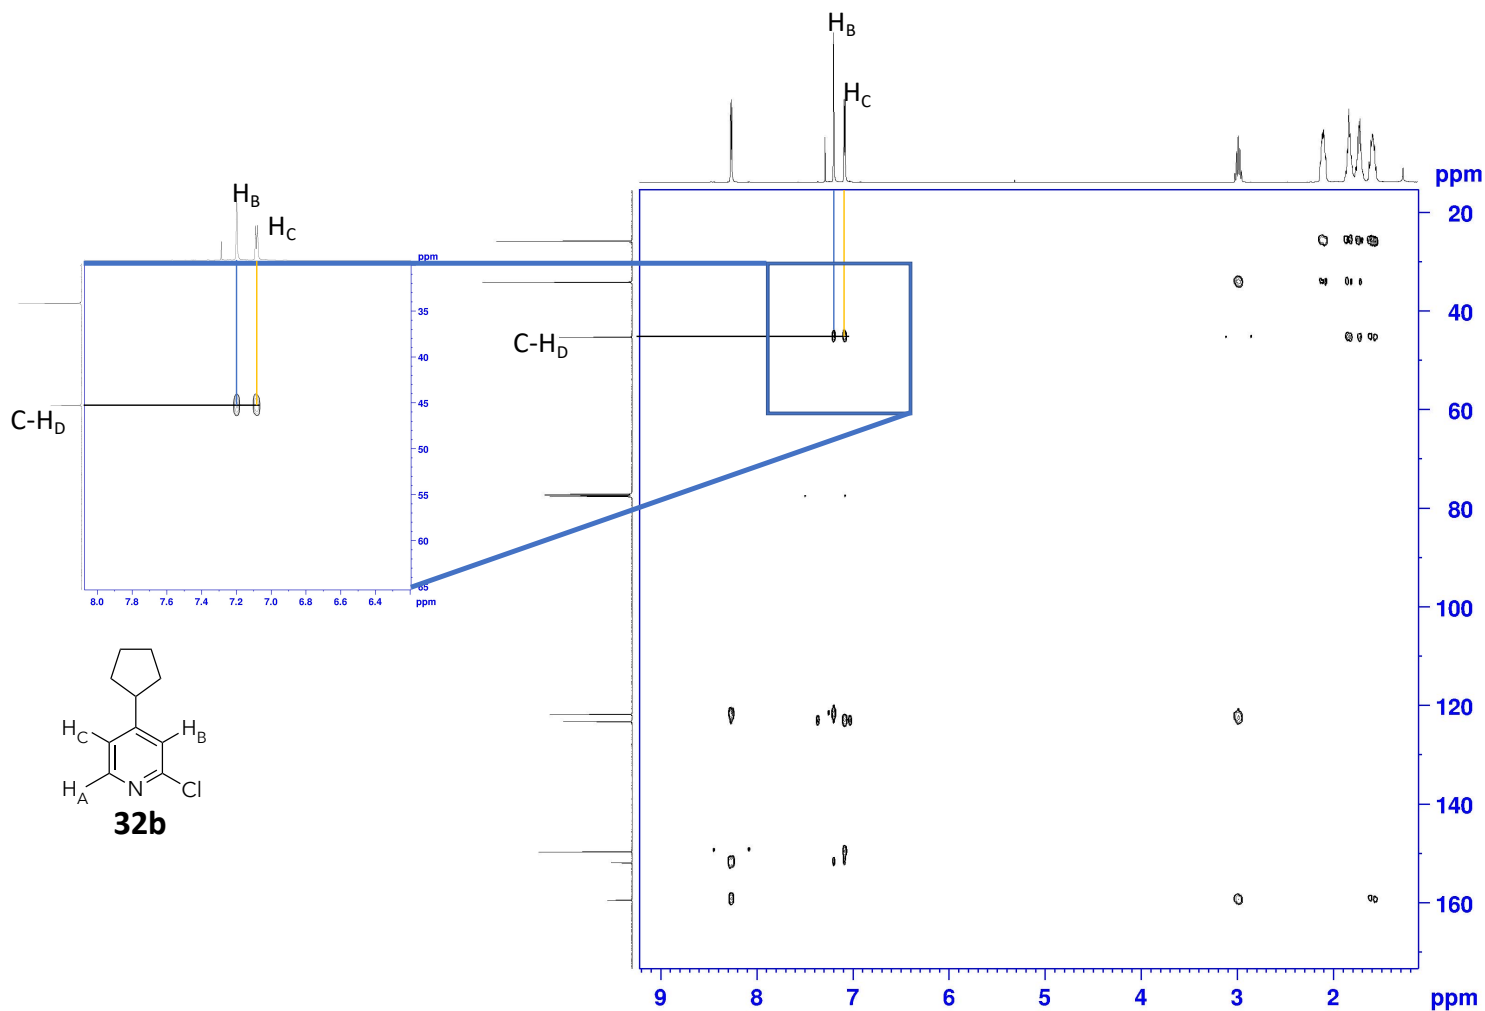 H_B
H_C
ppm
20
40
60
80
100
120
140
160
9 8 7 6 5 4 3 2 ppm
C-H_D
H_B
H_C
ppm
35
40
45
50
55
60
65
8.0 7.8 7.6 7.4 7.2 7.0 6.8 6.6 6.4 ppm
C-H_D
H_C
H_B
H_A
N
Cl
32b